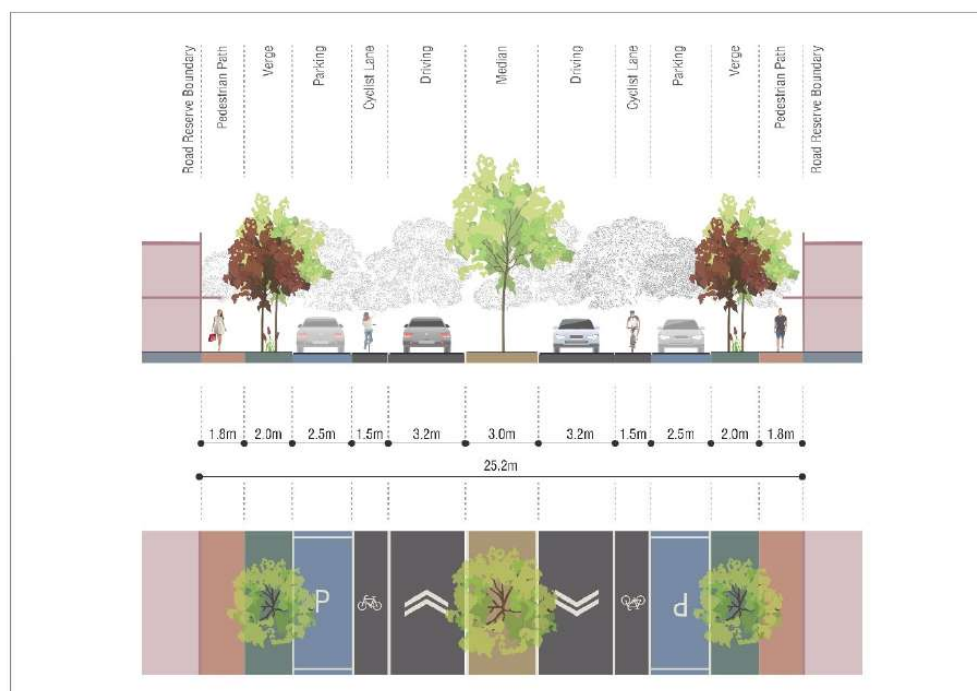 Road Reserve Boundary
Pedestrian Path
Verge
Parking
Cyclist Lane
Driving
Median
Driving
Cyclist Lane
Parking
Verge
Pedestrian Path
Road Reserve Boundary
1.8m
2.0m
2.5m
1.5m
3.2m
3.0m
3.2m
1.5m
2.5m
2.0m
1.8m
25.2m
P
P